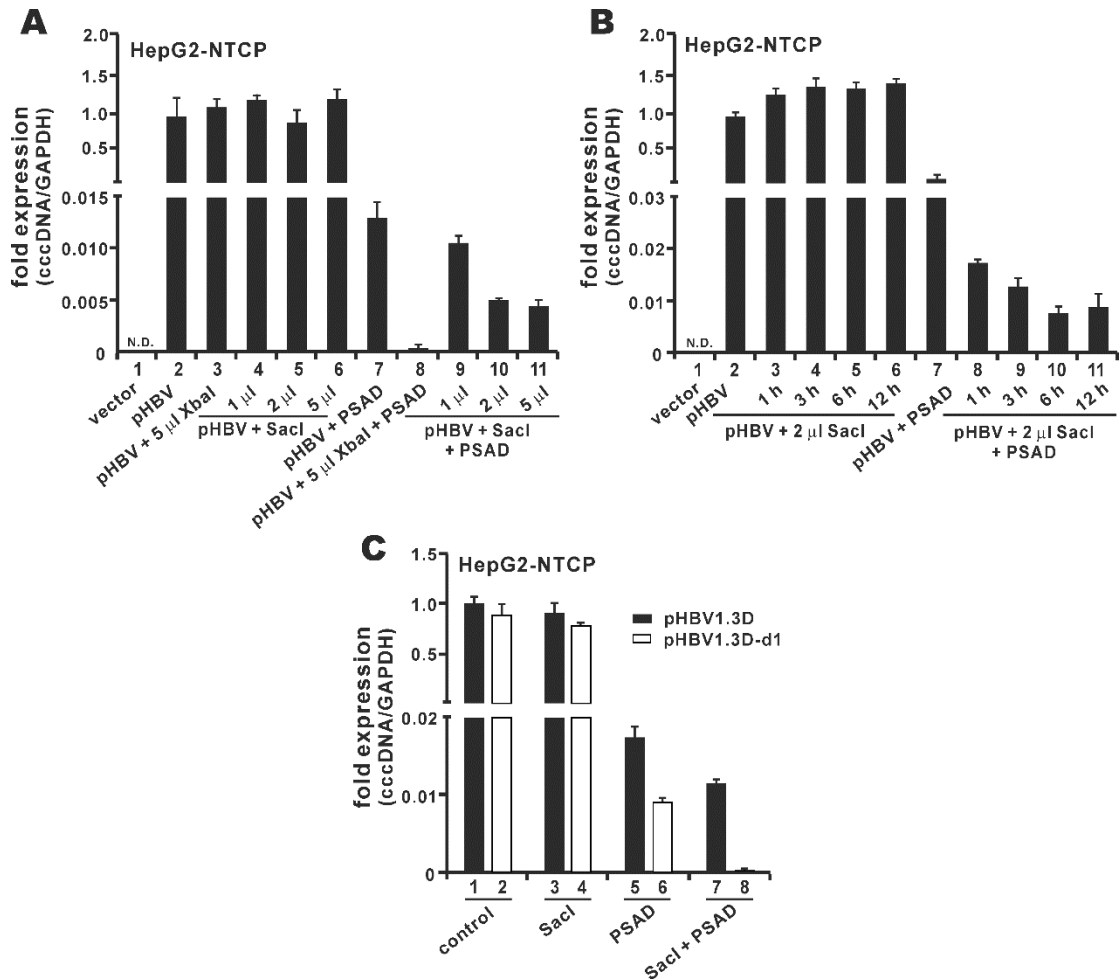 A
HepG2-NTCP
fold expression
(cccDNA/GAPDH)
2.0
1.5
1.0
0.5
0.015
0.010
0.005
0
N.D.
1 2 3 4 5 6 7 8 9 10 11
vector
pHBV
pHBV + 5 μl XbaI
1 μl
2 μl
5 μl
pHBV + SacI
pHBV + PSAD
pHBV + 5 μl XbaI + PSAD
1 μl
2 μl
5 μl
pHBV + SacI
+ PSAD
B
HepG2-NTCP
fold expression
(cccDNA/GAPDH)
2.0
1.5
1.0
0.5
0.03
0.02
0.01
0
N.D.
1 2 3 4 5 6 7 8 9 10 11
vector
pHBV
1 h
3 h
6 h
12 h
pHBV + 2 μl SacI
pHBV + PSAD
1 h
3 h
6 h
12 h
pHBV + 2 μl SacI
+ PSAD
C
HepG2-NTCP
fold expression
(cccDNA/GAPDH)
1.5
1.0
0.5
0.02
0.01
0
pHBV1.3D
pHBV1.3D-d1
1 2 3 4 5 6 7 8
control
SacI
PSAD
SacI + PSAD